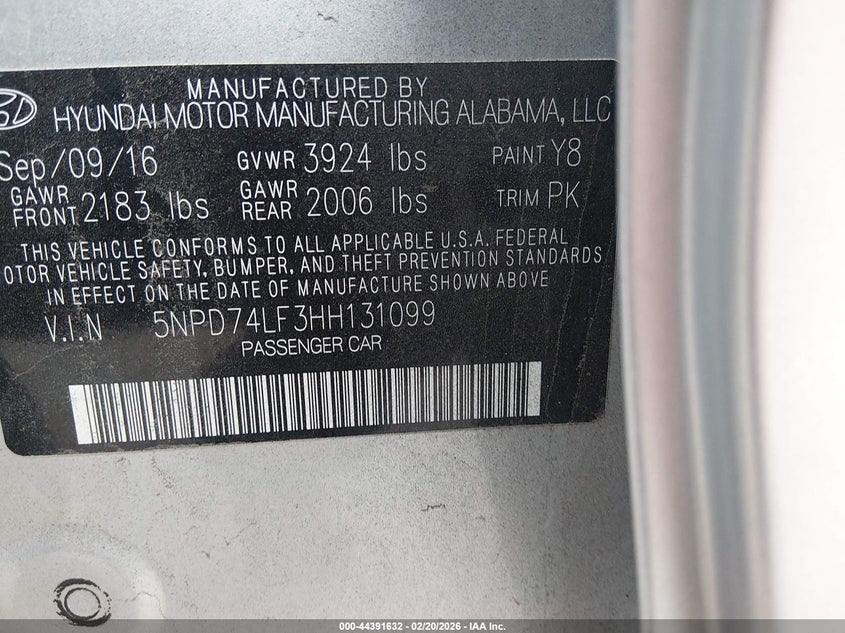 MANUFACTURED BY
HYUNDAI MOTOR MANUFACTURING ALABAMA, LLC
Sep/09/16 GVWR 3924 lbs PAINT Y8
GAWR FRONT 2183 lbs GAWR REAR 2006 lbs TRIM PK
THIS VEHICLE CONFORMS TO ALL APPLICABLE U.S.A. FEDERAL
OTOR VEHICLE SAFETY, BUMPER, AND THEFT PREVENTION STANDARDS
IN EFFECT ON THE DATE OF MANUFACTURE SHOWN ABOVE
V.I.N 5NPD74LF3HH131099
PASSENGER CAR
000-44391632 — 02/20/2026 — IAA Inc.